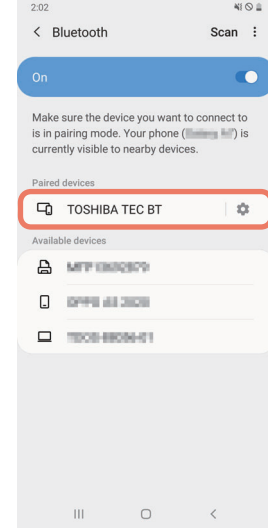 2:02
Bluetooth
Scan
On
Make sure the device you want to connect to
is in pairing mode. Your phone ( ) is
currently visible to nearby devices.
Paired devices
TOSHIBA TEC BT
Available devices